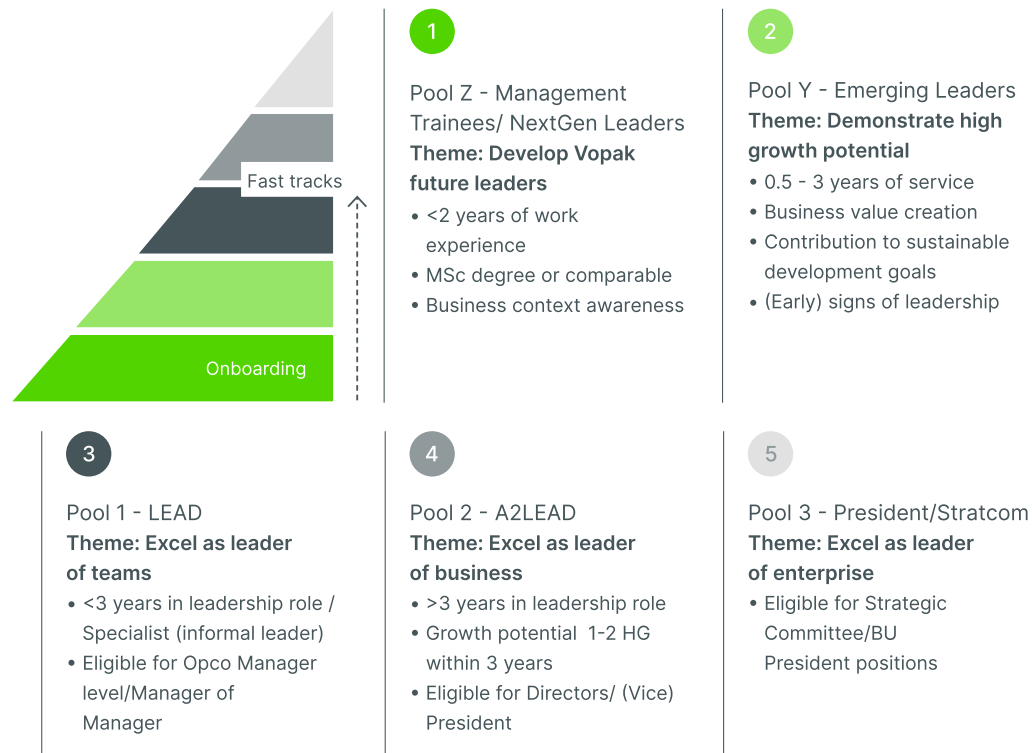 Fast tracks
Onboarding
1
Pool Z - Management
Trainees/ NextGen Leaders
Theme: Develop Vopak
future leaders
• <2 years of work
experience
• MSc degree or comparable
• Business context awareness
2
Pool Y - Emerging Leaders
Theme: Demonstrate high
growth potential
• 0.5 - 3 years of service
• Business value creation
• Contribution to sustainable
development goals
• (Early) signs of leadership
3
Pool 1 - LEAD
Theme: Excel as leader
of teams
• <3 years in leadership role /
Specialist (informal leader)
• Eligible for Opco Manager
level/Manager of
Manager
4
Pool 2 - A2LEAD
Theme: Excel as leader
of business
• >3 years in leadership role
• Growth potential  1-2 HG
within 3 years
• Eligible for Directors/ (Vice)
President
5
Pool 3 - President/Stratcom
Theme: Excel as leader
of enterprise
• Eligible for Strategic
Committee/BU
President positions